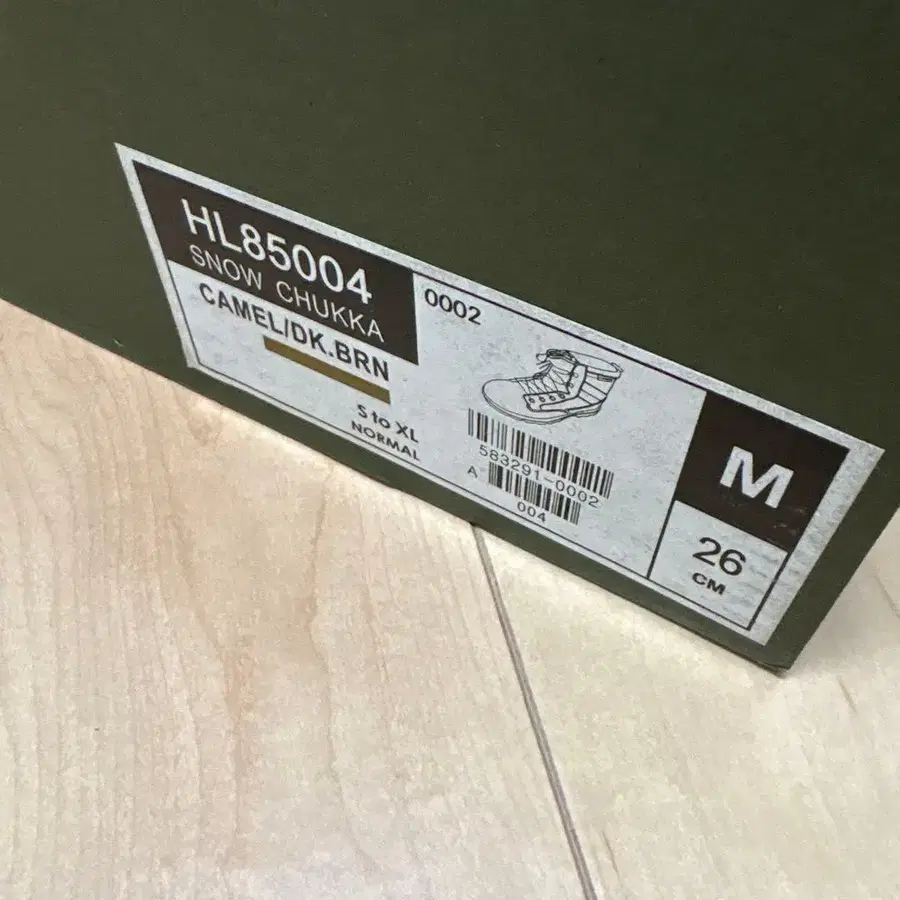 HL85004
SNOW CHUKKA
CAMEL/DK.BRN
S to XL
NORMAL
0002
583291-0002
A
004
M
26
CM